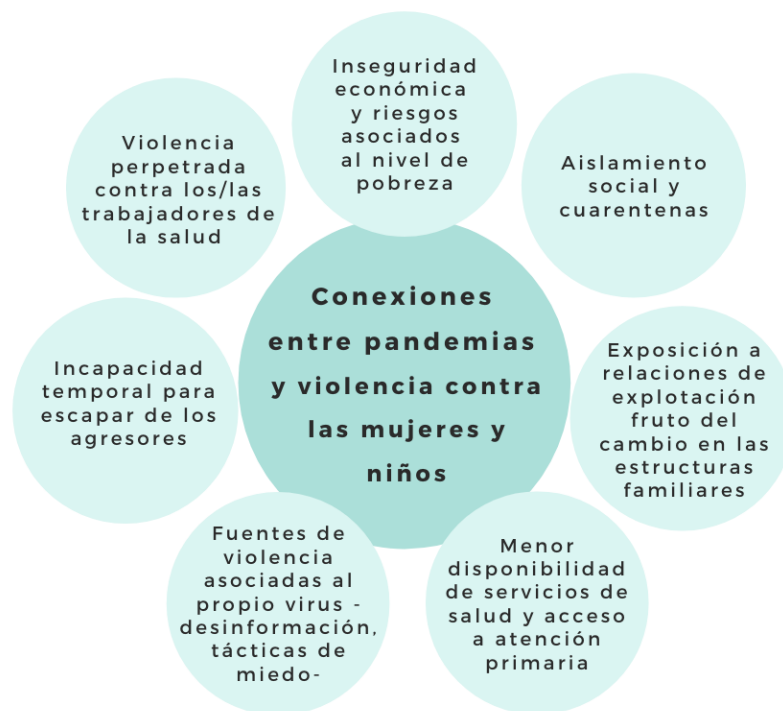 Inseguridad
económica
y riesgos
asociados
al nivel de
pobreza
Aislamiento
social y
cuarentenas
Exposición a
relaciones de
explotación
fruto del
cambio en las
estructuras
familiares
Menor
disponibilidad
de servicios de
salud y acceso
a atención
primaria
Fuentes de
violencia
asociadas al
propio virus -
desinformación,
tácticas de
miedo-
Incapacidad
temporal para
escapar de los
agresores
Violencia
perpetrada
contra los/las
trabajadores de
la salud
Conexiones
entre pandemias
y violencia contra
las mujeres y
niños